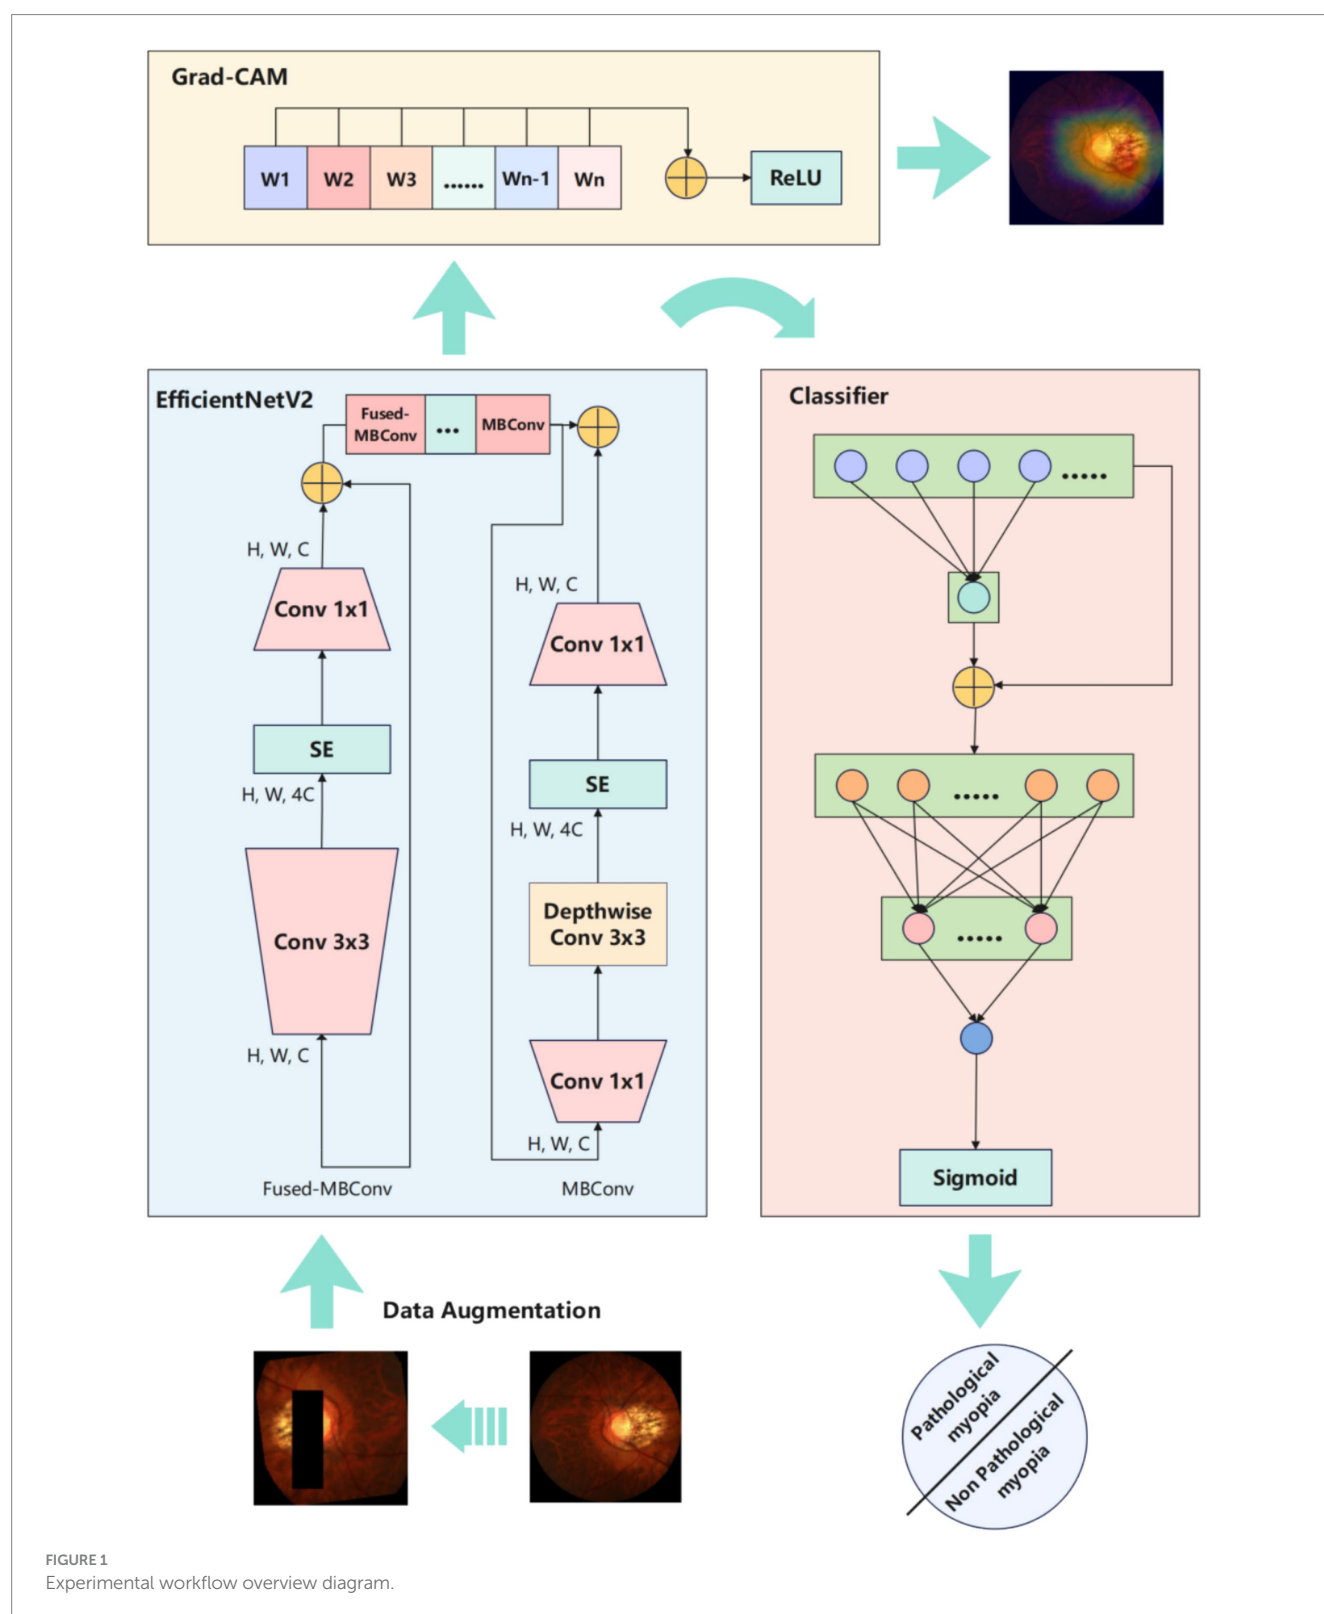 Grad-CAM
W1 W2 W3 ...... Wn-1 Wn
ReLU
EfficientNetV2
Fused-
MBConv
...
MBConv
H, W, C
Conv 1x1
SE
H, W, 4C
Conv 3x3
H, W, C
Fused-MBConv
H, W, C
Conv 1x1
SE
H, W, 4C
Depthwise
Conv 3x3
Conv 1x1
H, W, C
MBConv
Classifier
.....
.....
.....
Sigmoid
Data Augmentation
Pathological
myopia
Non Pathological
myopia
FIGURE 1
Experimental workflow overview diagram.